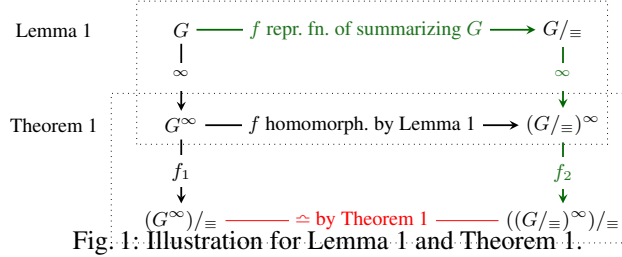 Lemma 1 G f repr. fn. of summarizing G G/≡
∞ ∞
Theorem 1 G∞ f homomorph. by Lemma 1 (G/≡)∞
f₁ f₂
(G∞)/≡ ≏ by Theorem 1 ((G/≡)∞)/≡
Fig. 1: Illustration for Lemma 1 and Theorem 1.